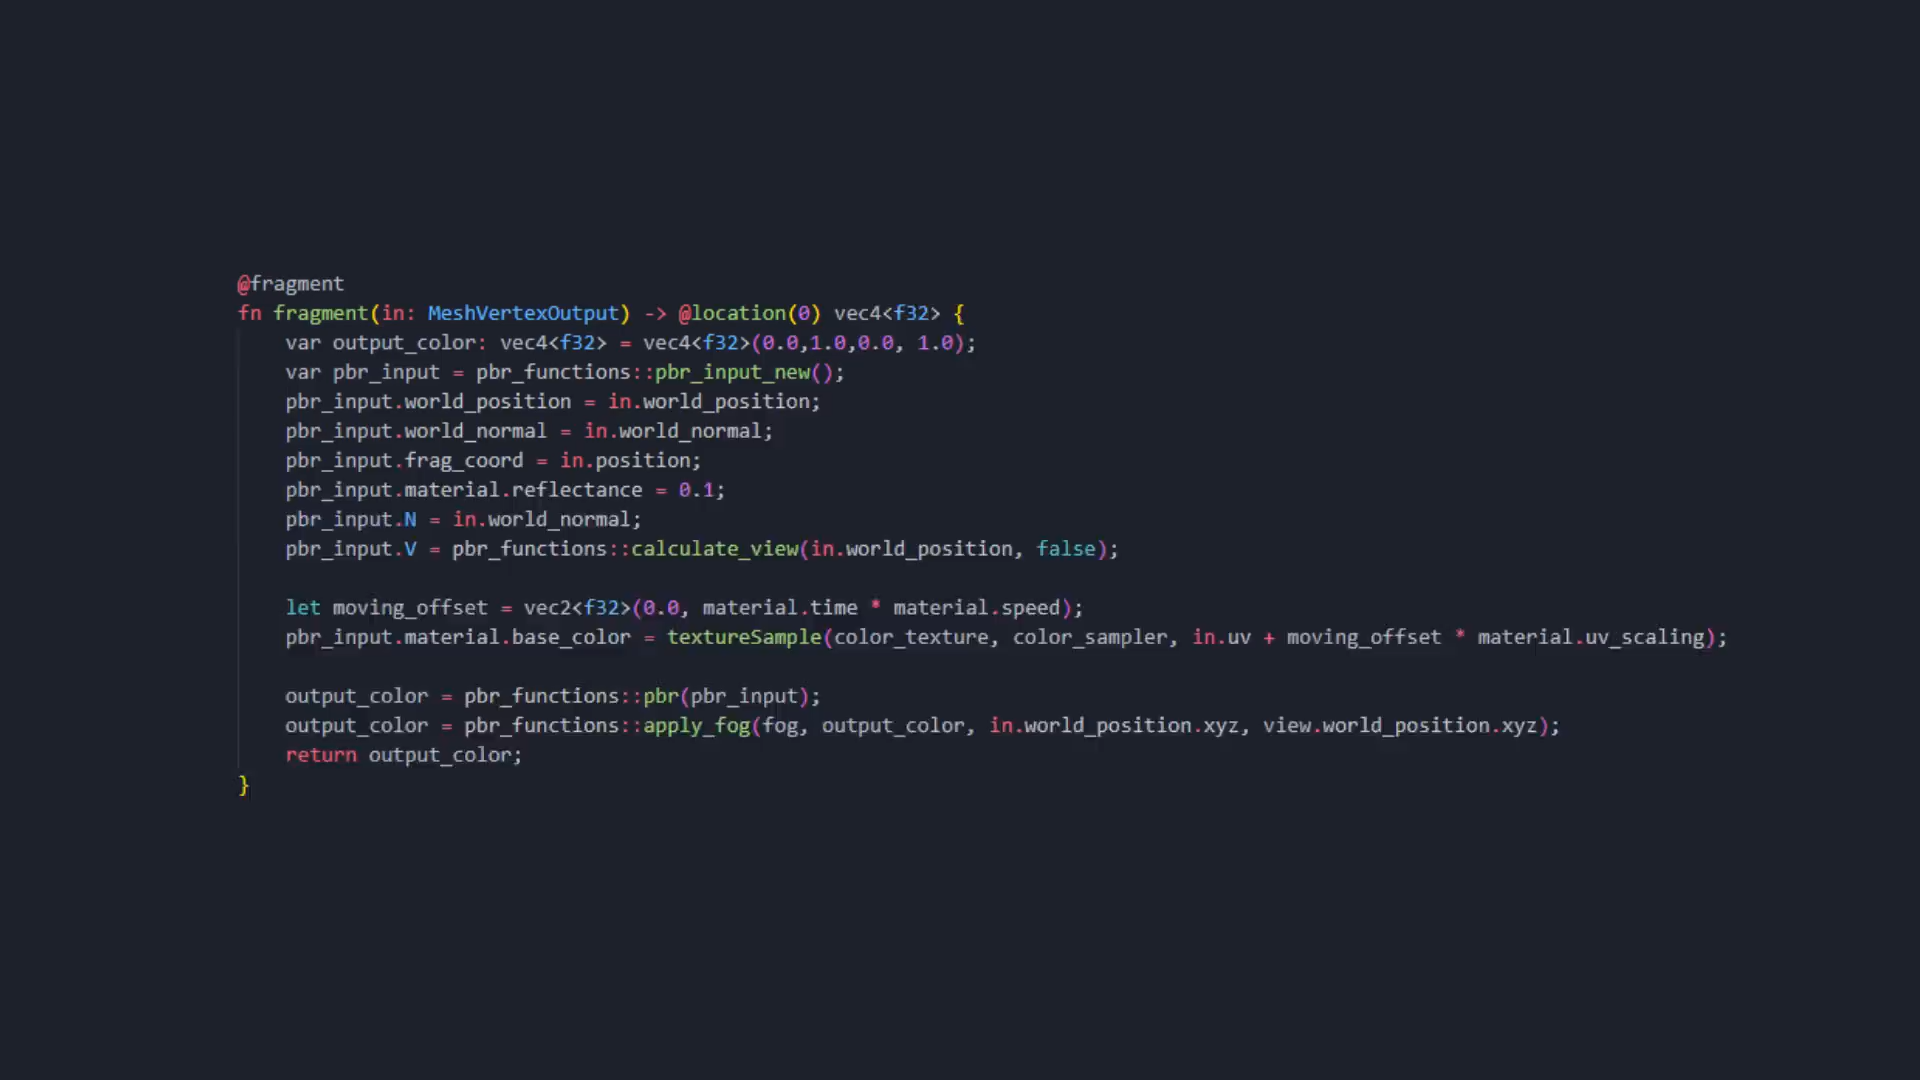 @fragment
fn fragment(in: MeshVertexOutput) -> @location(0) vec4<f32> {
    var output_color: vec4<f32> = vec4<f32>(0.0,1.0,0.0, 1.0);
    var pbr_input = pbr_functions::pbr_input_new();
    pbr_input.world_position = in.world_position;
    pbr_input.world_normal = in.world_normal;
    pbr_input.frag_coord = in.position;
    pbr_input.material.reflectance = 0.1;
    pbr_input.N = in.world_normal;
    pbr_input.V = pbr_functions::calculate_view(in.world_position, false);

    let moving_offset = vec2<f32>(0.0, material.time * material.speed);
    pbr_input.material.base_color = textureSample(color_texture, color_sampler, in.uv + moving_offset * material.uv_scaling);

    output_color = pbr_functions::pbr(pbr_input);
    output_color = pbr_functions::apply_fog(fog, output_color, in.world_position.xyz, view.world_position.xyz);
    return output_color;
}